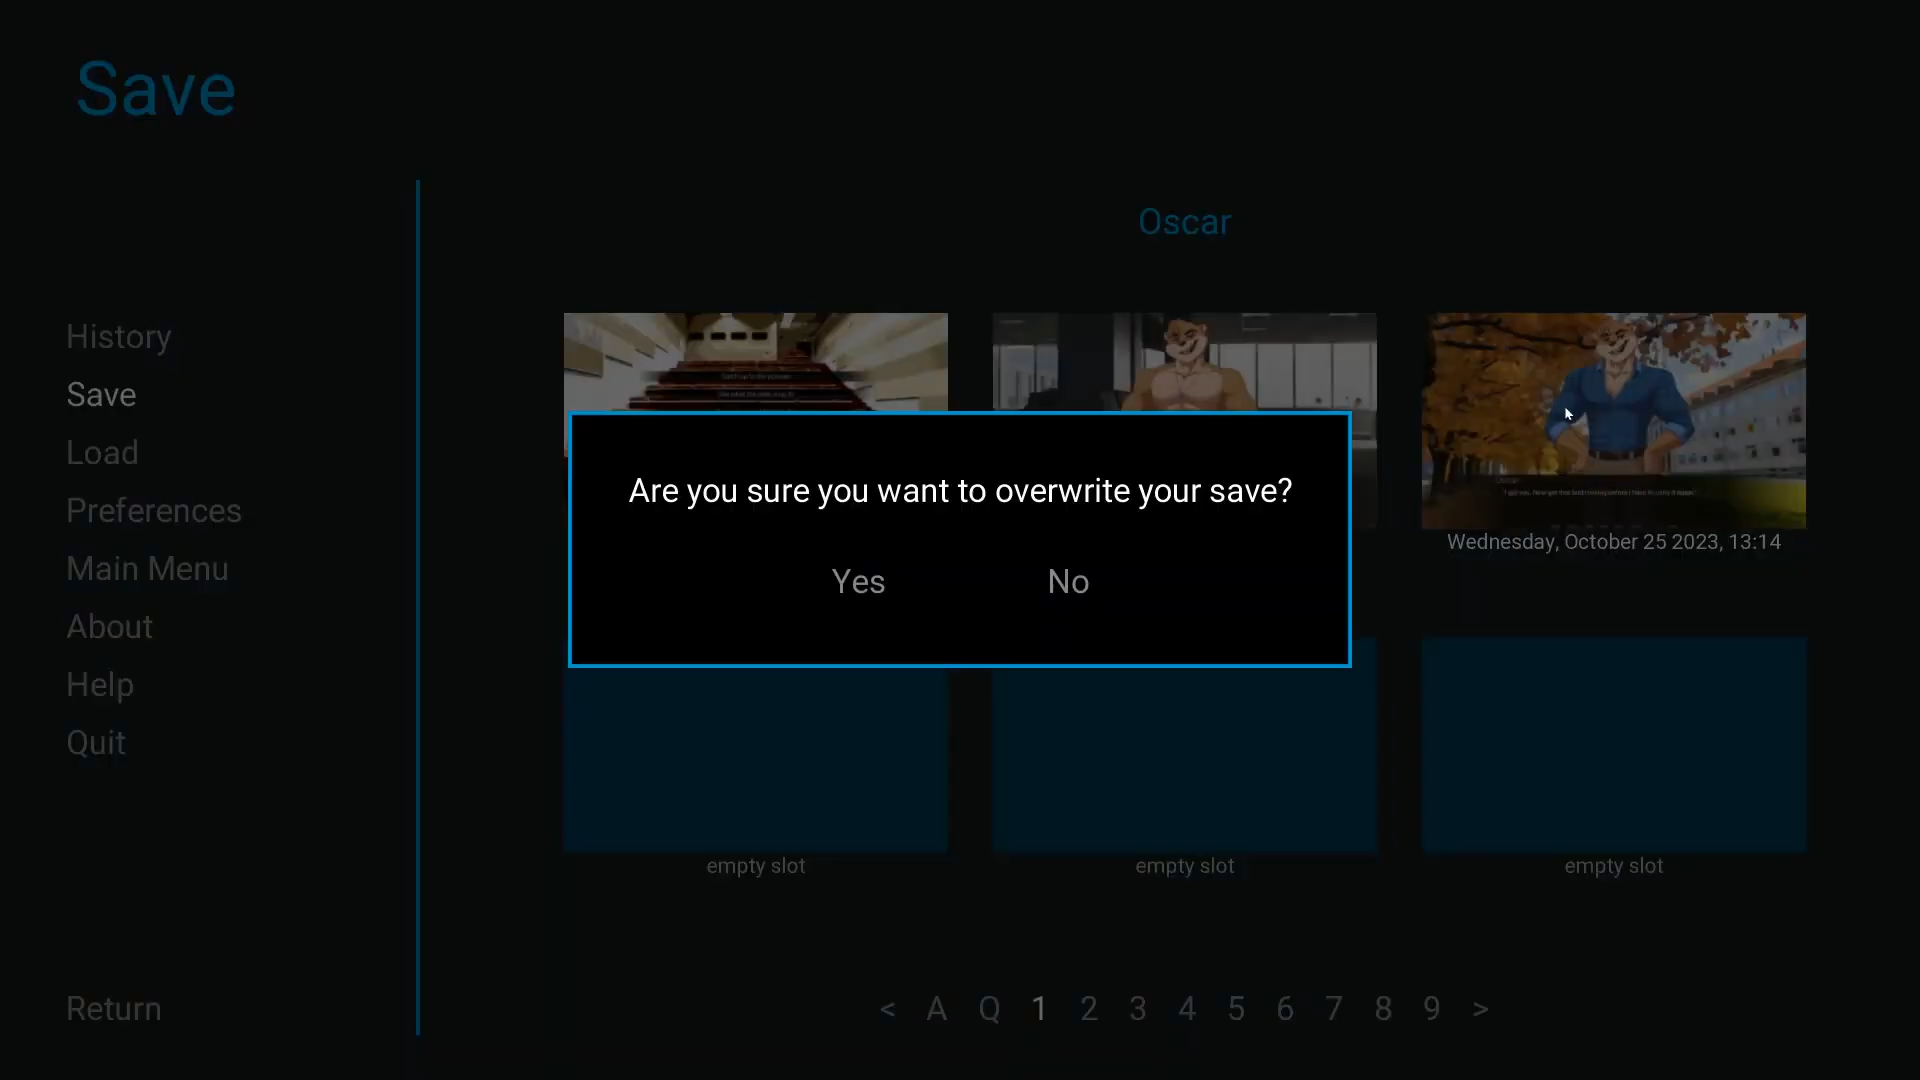 Save
Oscar
History
Save
Load
Preferences
Main Menu
About
Help
Quit
Return
Are you sure you want to overwrite your save?
Yes No
Wednesday, October 25 2023, 13:14
empty slot empty slot empty slot
< A Q 1 2 3 4 5 6 7 8 9 >